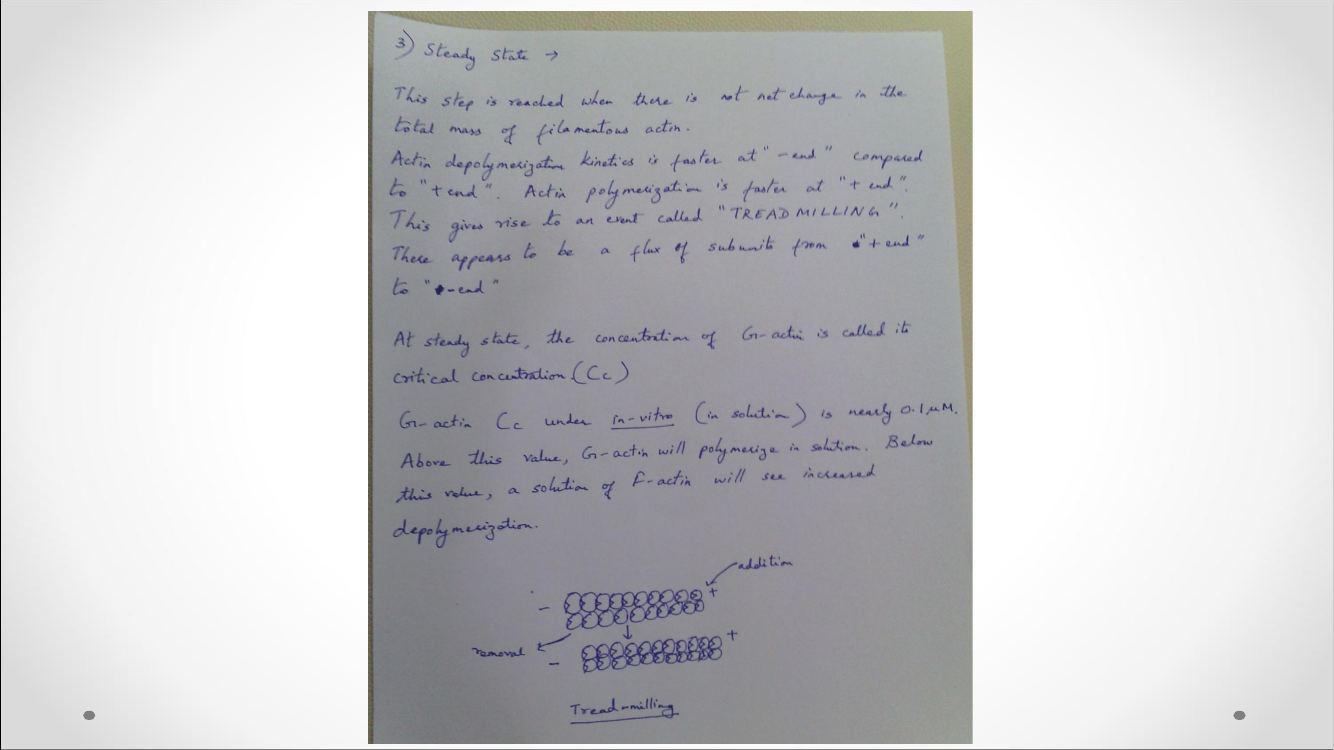 3) Steady State →
This step is reached when there is not net change in the
total mass of filamentous actin.
Actin depolymerization kinetics is faster at "-end" compared
to "+end". Actin polymerization is faster at "+ end".
This gives rise to an event called "TREADMILLING".
There appears to be a flux of subunits from "+ end"
to "-end"
At steady state, the concentration of G-actin is called its
critical concentration (Cc)
G-actin Cc under in-vitro (in solution) is nearly 0.1 µM.
Above this value, G-actin will polymerize in solution. Below
this value, a solution of F-actin will see increased
depolymerization.
addition
- +
removal
- +
Tread-milling